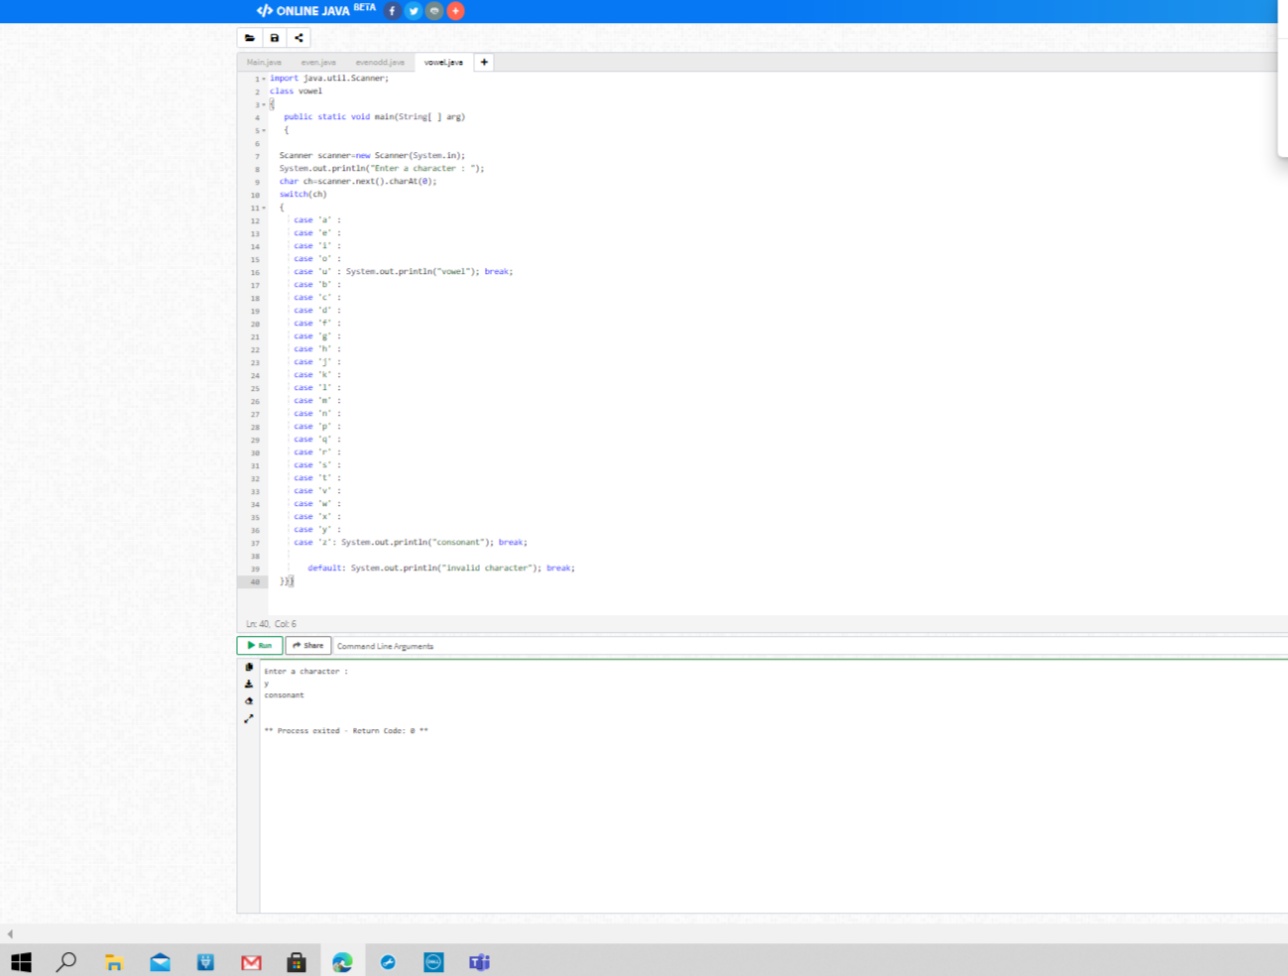 </> ONLINE JAVA BETA
Main.java even.java evenodd.java vowel.java +
1 import java.util.Scanner;
2 class vowel
3 {
4 public static void main(String[ ] arg)
5 {
6
7 Scanner scanner=new Scanner(System.in);
8 System.out.println("Enter a character : ");
9 char ch=scanner.next().charAt(0);
10 switch(ch)
11 {
12 case 'a' :
13 case 'e' :
14 case 'i' :
15 case 'o' :
16 case 'u' : System.out.println("vowel"); break;
17 case 'b' :
18 case 'c' :
19 case 'd' :
20 case 'f' :
21 case 'g' :
22 case 'h' :
23 case 'j' :
24 case 'k' :
25 case 'l' :
26 case 'm' :
27 case 'n' :
28 case 'p' :
29 case 'q' :
30 case 'r' :
31 case 's' :
32 case 't' :
33 case 'v' :
34 case 'w' :
35 case 'x' :
36 case 'y' :
37 case 'z': System.out.println("consonant"); break;
38
39 default: System.out.println("invalid character"); break;
40 }}}
Ln: 40, Col: 6
Run Share Command Line Arguments
Enter a character :
y
consonant
** Process exited - Return Code: 0 **